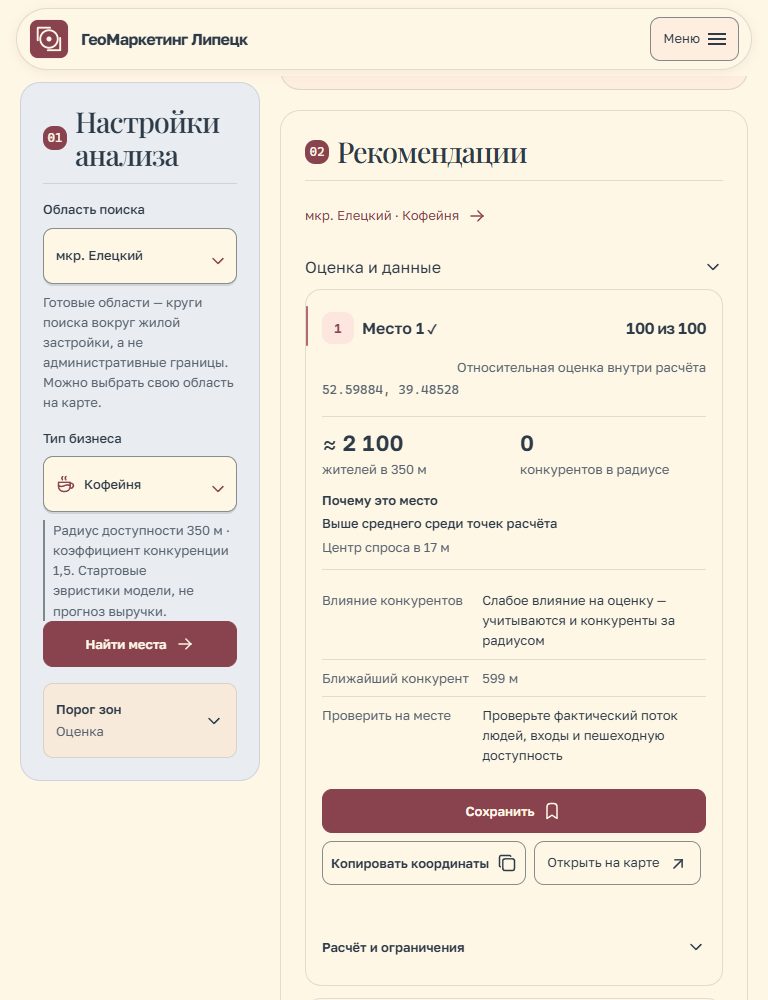 ГеоМаркетинг Липецк
Меню
01
Настройки
анализа
Область поиска
мкр. Елецкий
Готовые области — круги
поиска вокруг жилой
застройки, а не
административные границы.
Можно выбрать свою область
на карте.
Тип бизнеса
Кофейня
Радиус доступности 350 м ·
коэффициент конкуренции
1,5. Стартовые
эвристики модели, не
прогноз выручки.
Найти места
Порог зон
Оценка
02
Рекомендации
мкр. Елецкий · Кофейня
Оценка и данные
1
Место 1 ✓
100 из 100
Относительная оценка внутри расчёта
52.59884, 39.48528
≈ 2 100
жителей в 350 м
0
конкурентов в радиусе
Почему это место
Выше среднего среди точек расчёта
Центр спроса в 17 м
Влияние конкурентов
Слабое влияние на оценку —
учитываются и конкуренты за
радиусом
Ближайший конкурент
599 м
Проверить на месте
Проверьте фактический поток
людей, входы и пешеходную
доступность
Сохранить
Копировать координаты
Открыть на карте
Расчёт и ограничения